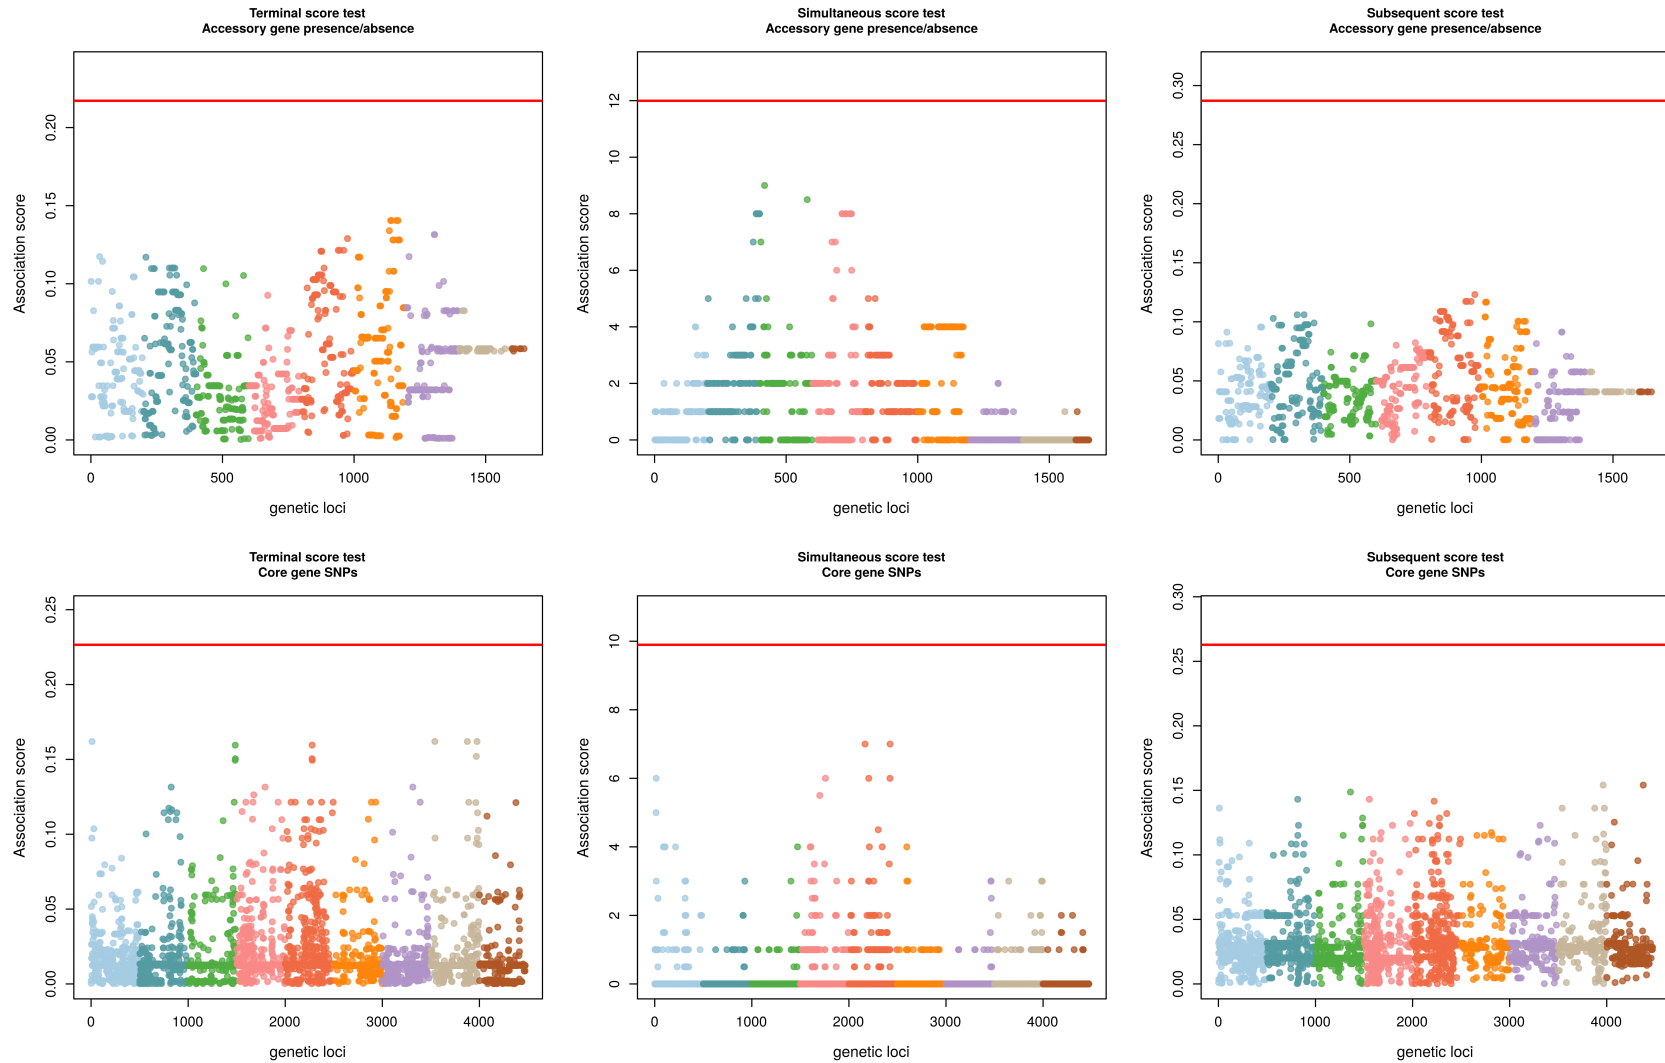 Terminal score test
Accessory gene presence/absence
Association score
0.00 0.05 0.10 0.15 0.20
0 500 1000 1500
genetic loci
Simultaneous score test
Accessory gene presence/absence
Association score
0 2 4 6 8 10 12
0 500 1000 1500
genetic loci
Subsequent score test
Accessory gene presence/absence
Association score
0.00 0.05 0.10 0.15 0.20 0.25 0.30
0 500 1000 1500
genetic loci
Terminal score test
Core gene SNPs
Association score
0.00 0.05 0.10 0.15 0.20 0.25
0 1000 2000 3000 4000
genetic loci
Simultaneous score test
Core gene SNPs
Association score
0 2 4 6 8 10
0 1000 2000 3000 4000
genetic loci
Subsequent score test
Core gene SNPs
Association score
0.00 0.05 0.10 0.15 0.20 0.25 0.30
0 1000 2000 3000 4000
genetic loci